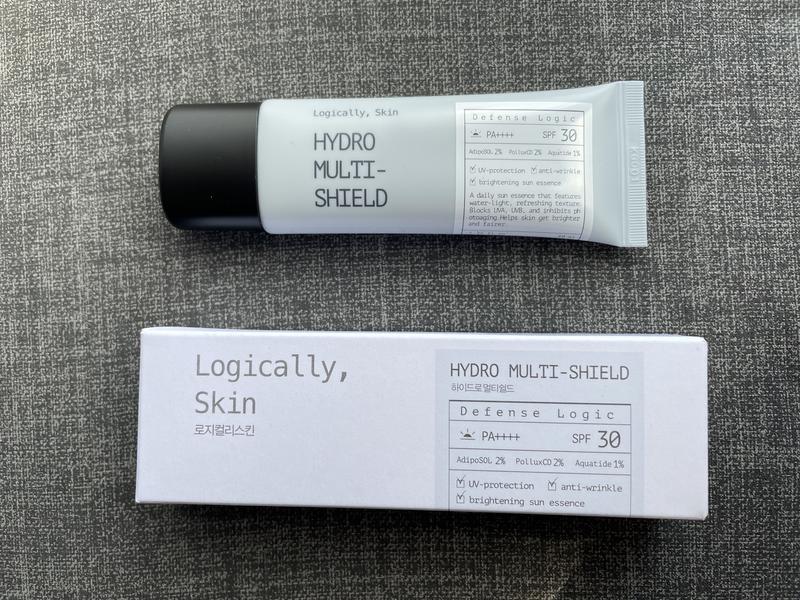 Logically, Skin
HYDRO
MULTI-
SHIELD
Defense Logic
PA++++ SPF 30
AdipoSOL 2% PolluxCD 2% Aquatide 1%
UV-protection anti-wrinkle
brightening sun essence
A daily sun essence that features
water-light, refreshing texture.
Blocks UVA, UVB, and inhibits ph
otoaging Helps skin get brighter
and fairer.
Logically,
Skin
로지컬리스킨
HYDRO MULTI-SHIELD
하이드로멀티쉴드
Defense Logic
PA++++ SPF 30
AdipoSOL 2% PolluxCD 2% Aquatide 1%
UV-protection anti-wrinkle
brightening sun essence